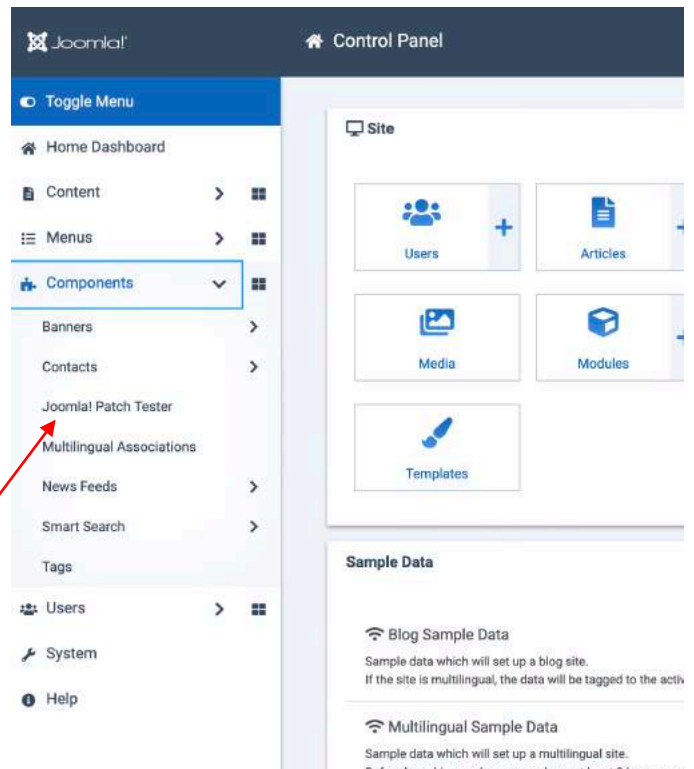 Joomla!
Control Panel
Toggle Menu
Home Dashboard
Content
Menus
Components
Banners
Contacts
Joomla! Patch Tester
Multilingual Associations
News Feeds
Smart Search
Tags
Users
System
Help
Site
Users
Articles
Media
Modules
Templates
Sample Data
Blog Sample Data
Sample data which will set up a blog site.
If the site is multilingual, the data will be tagged to the activ
Multilingual Sample Data
Sample data which will set up a multilingual site.